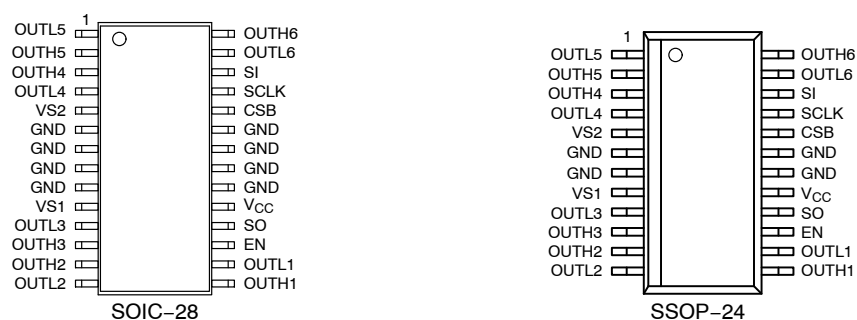 1
OUTL5 OUTH6
OUTH5 OUTL6
OUTH4 SI
OUTL4 SCLK
VS2 CSB
GND GND
GND GND
GND GND
GND GND
VS1 VCC
OUTL3 SO
OUTH3 EN
OUTH2 OUTL1
OUTL2 OUTH1
SOIC−28
1
OUTL5 OUTH6
OUTH5 OUTL6
OUTH4 SI
OUTL4 SCLK
VS2 CSB
GND GND
GND GND
VS1 VCC
OUTL3 SO
OUTH3 EN
OUTH2 OUTL1
OUTL2 OUTH1
SSOP−24